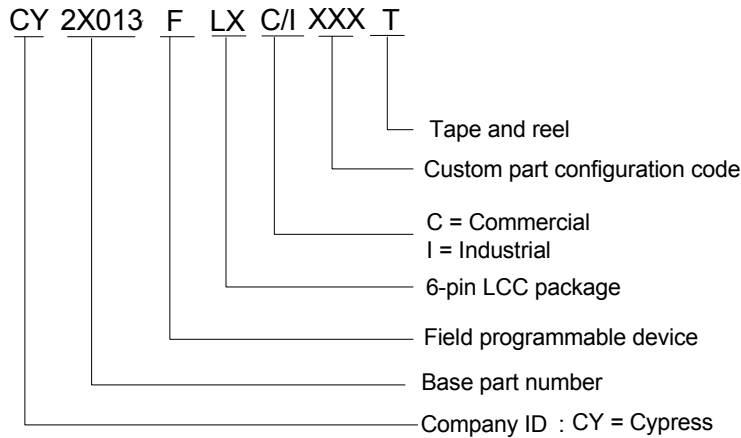 CY 2X013 F LX C/I XXX T
Tape and reel
Custom part configuration code
C = Commercial
I = Industrial
6-pin LCC package
Field programmable device
Base part number
Company ID : CY = Cypress